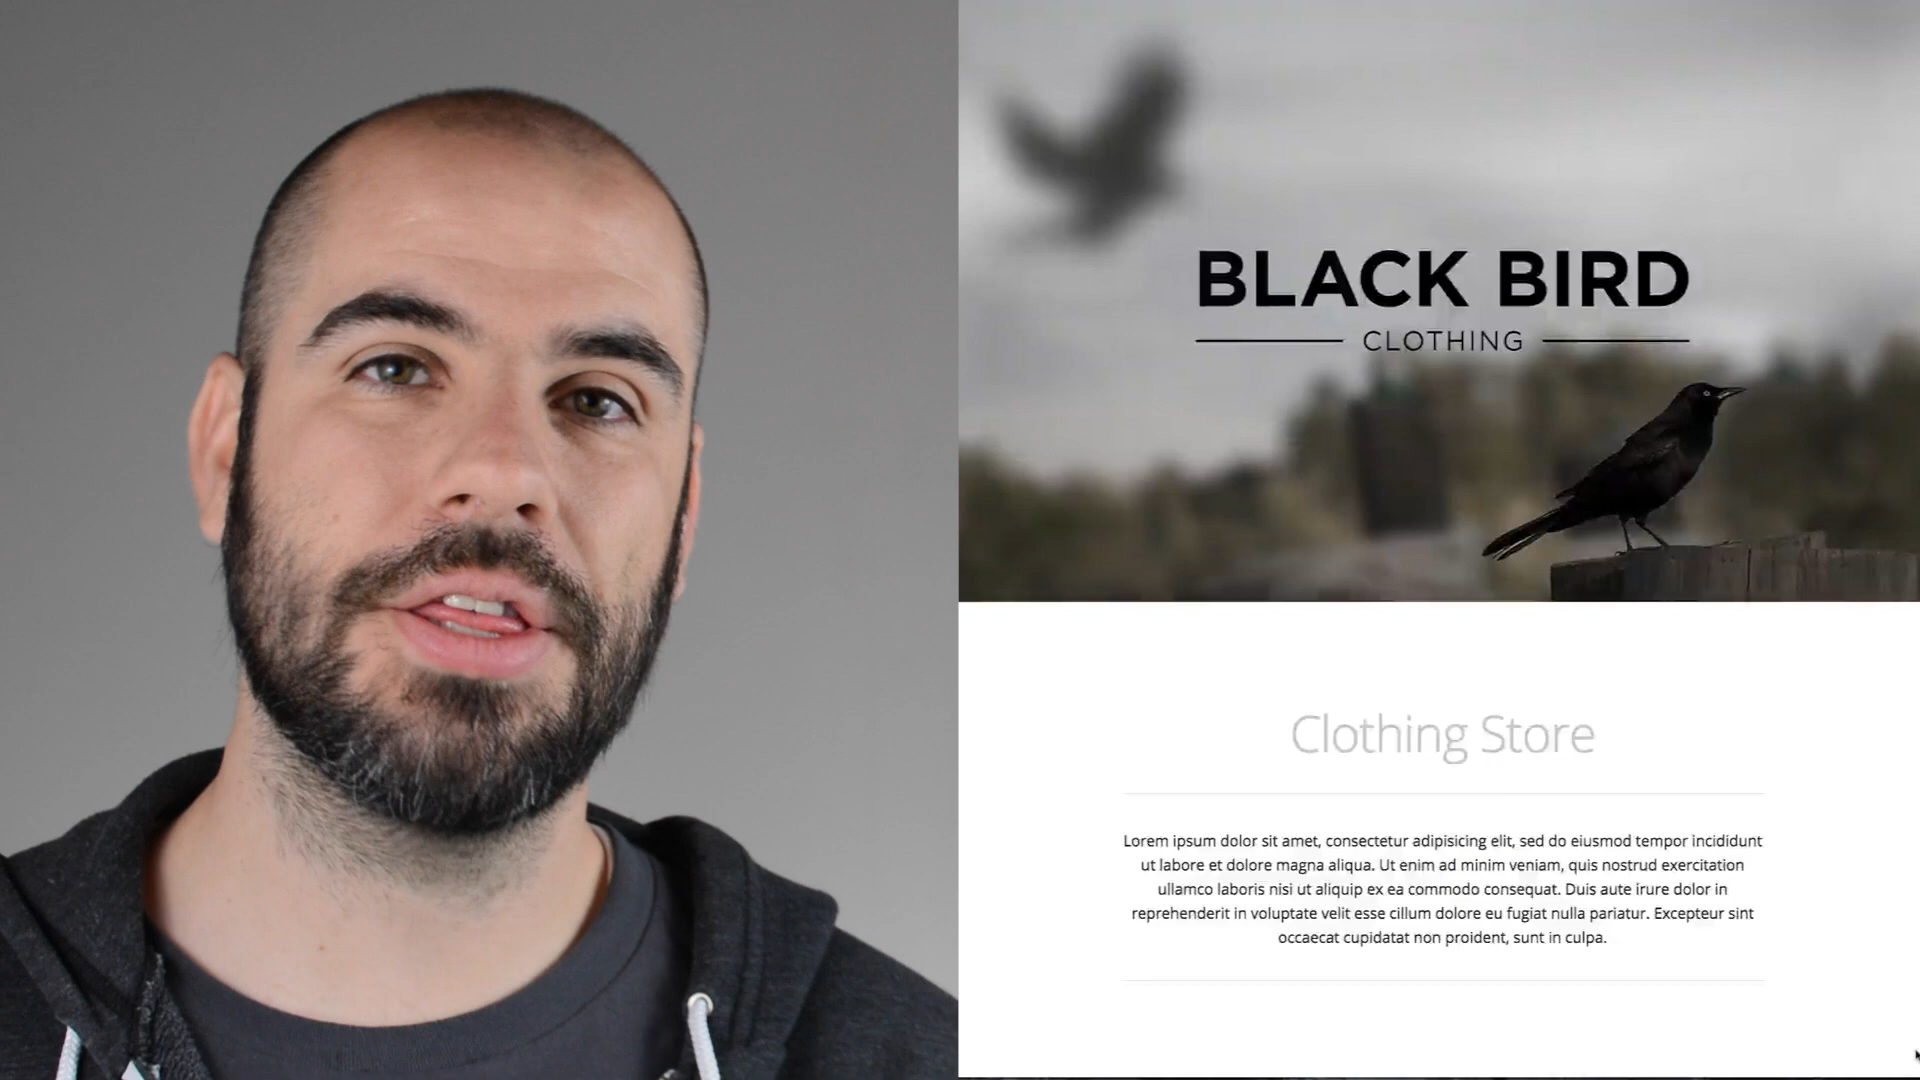 BLACK BIRD
CLOTHING
Clothing Store
Lorem ipsum dolor sit amet, consectetur adipisicing elit, sed do eiusmod tempor incididunt
ut labore et dolore magna aliqua. Ut enim ad minim veniam, quis nostrud exercitation
ullamco laboris nisi ut aliquip ex ea commodo consequat. Duis aute irure dolor in
reprehenderit in voluptate velit esse cillum dolore eu fugiat nulla pariatur. Excepteur sint
occaecat cupidatat non proident, sunt in culpa.